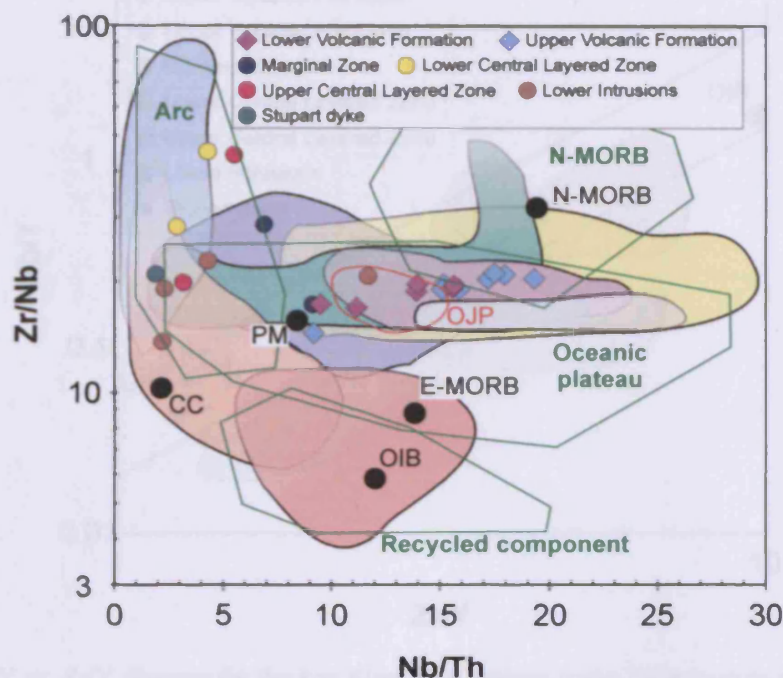 100
Lower Volcanic Formation Upper Volcanic Formation
Marginal Zone Lower Central Layered Zone
Upper Central Layered Zone Lower Intrusions
Stupart dyke
Arc
N-MORB
N-MORB
Zr/Nb
OJP
PM
Oceanic
plateau
10
CC
E-MORB
OIB
Recycled component
3
0 5 10 15 20 25 30
Nb/Th